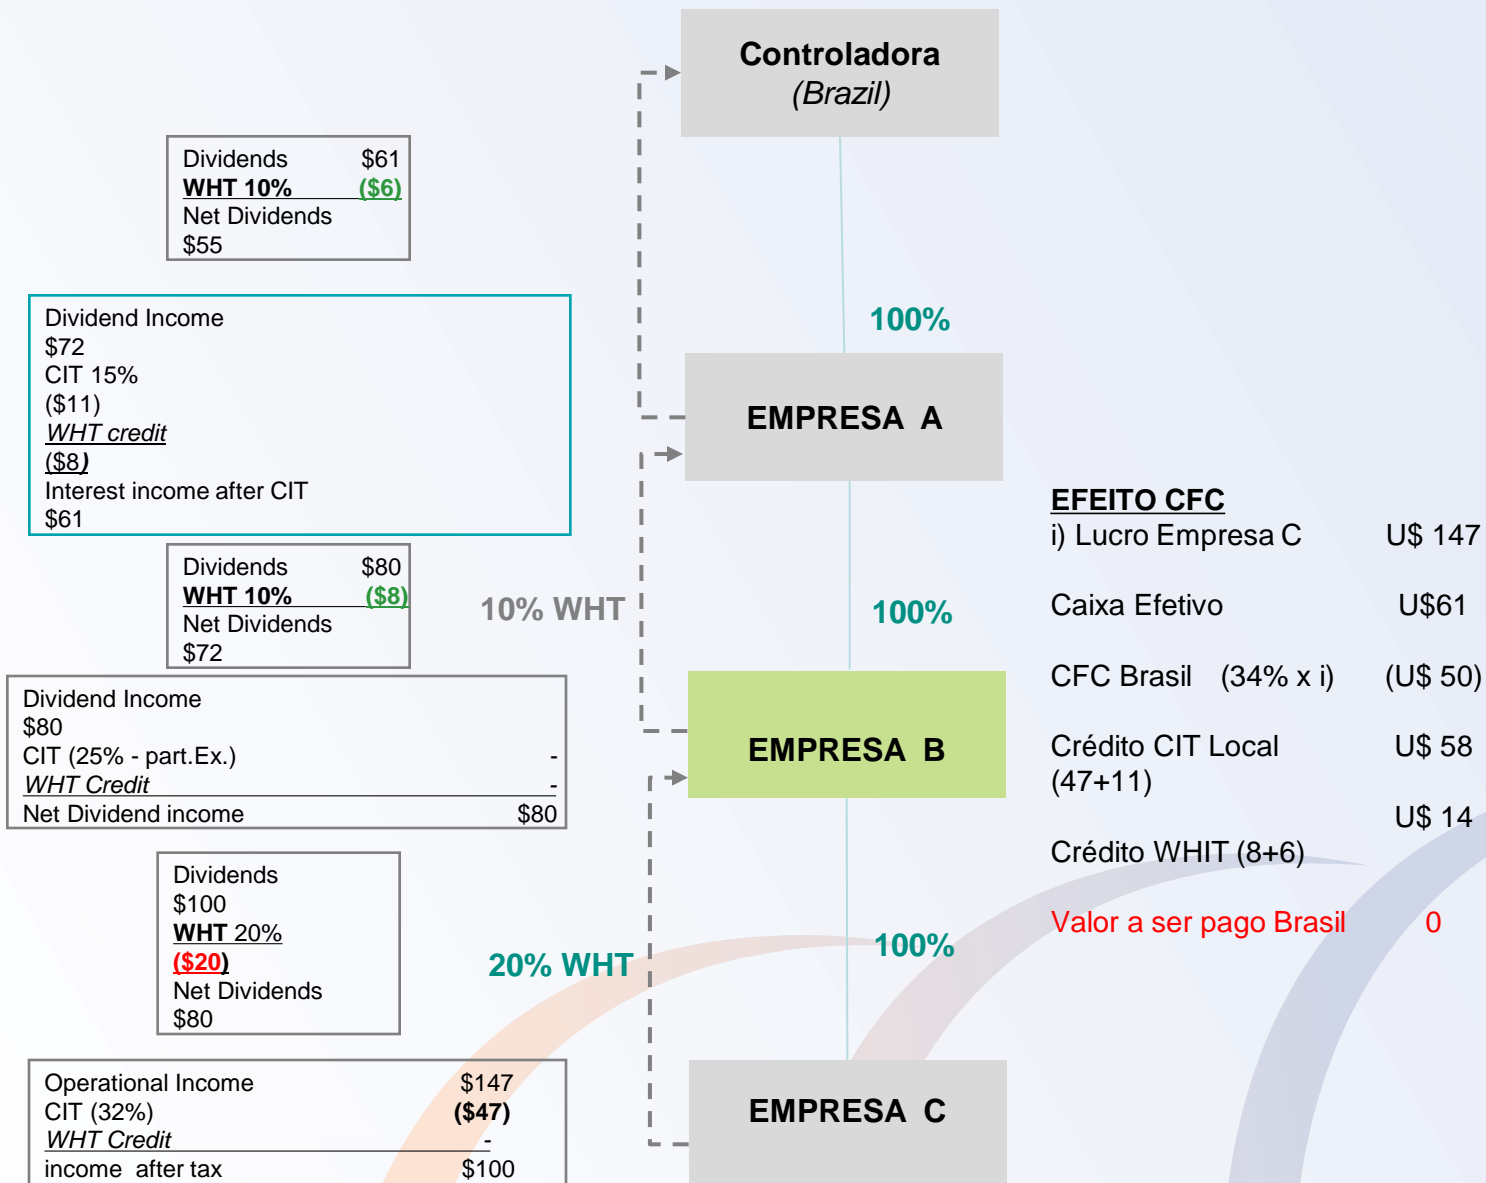 Controladora
(Brazil)
Dividends $61
WHT 10% ($6)
Net Dividends
$55
Dividend Income
$72
CIT 15%
($11)
WHT credit
($8)
Interest income after CIT
$61
100%
EMPRESA A
Dividends $80
WHT 10% ($8)
Net Dividends
$72
10% WHT
100%
Dividend Income
$80
CIT (25% - part.Ex.) -
WHT Credit -
Net Dividend income $80
EMPRESA B
Dividends
$100
WHT 20%
($20)
Net Dividends
$80
20% WHT
100%
Operational Income $147
CIT (32%) ($47)
WHT Credit -
income after tax $100
EMPRESA C
EFEITO CFC
i) Lucro Empresa C U$ 147
Caixa Efetivo U$61
CFC Brasil (34% x i) (U$ 50)
Crédito CIT Local U$ 58
(47+11)
U$ 14
Crédito WHIT (8+6)
Valor a ser pago Brasil 0